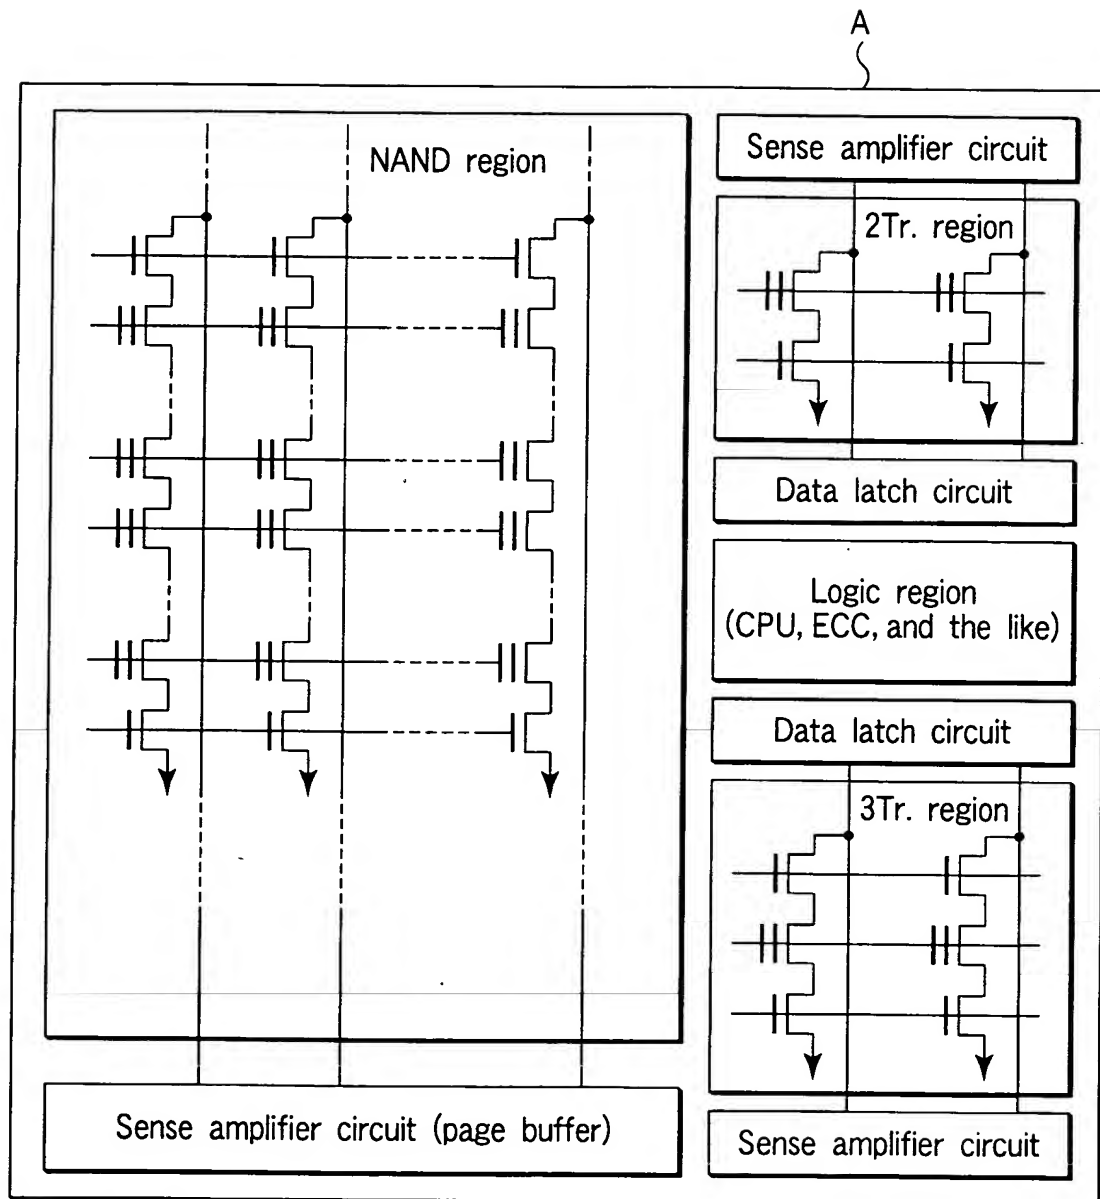 A
NAND region
Sense amplifier circuit
2Tr. region
Data latch circuit
Logic region
(CPU, ECC, and the like)
Data latch circuit
3Tr. region
Sense amplifier circuit (page buffer)
Sense amplifier circuit